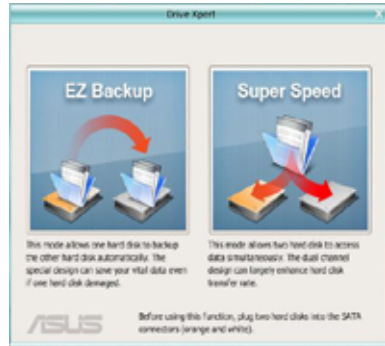 Drive Xpert
X
EZ Backup
Super Speed
This mode allows one hard disk to backup
the other hard disk automatically. The
special design can save your vital data even
if one hard disk damaged.
This mode allows two hard disk to access
data simultaneously. The dual channel
design can largely enhance hard disk
transfer rate.
ASUS
Before using this function, plug two hard disks into the SATA
connectors (orange and white).